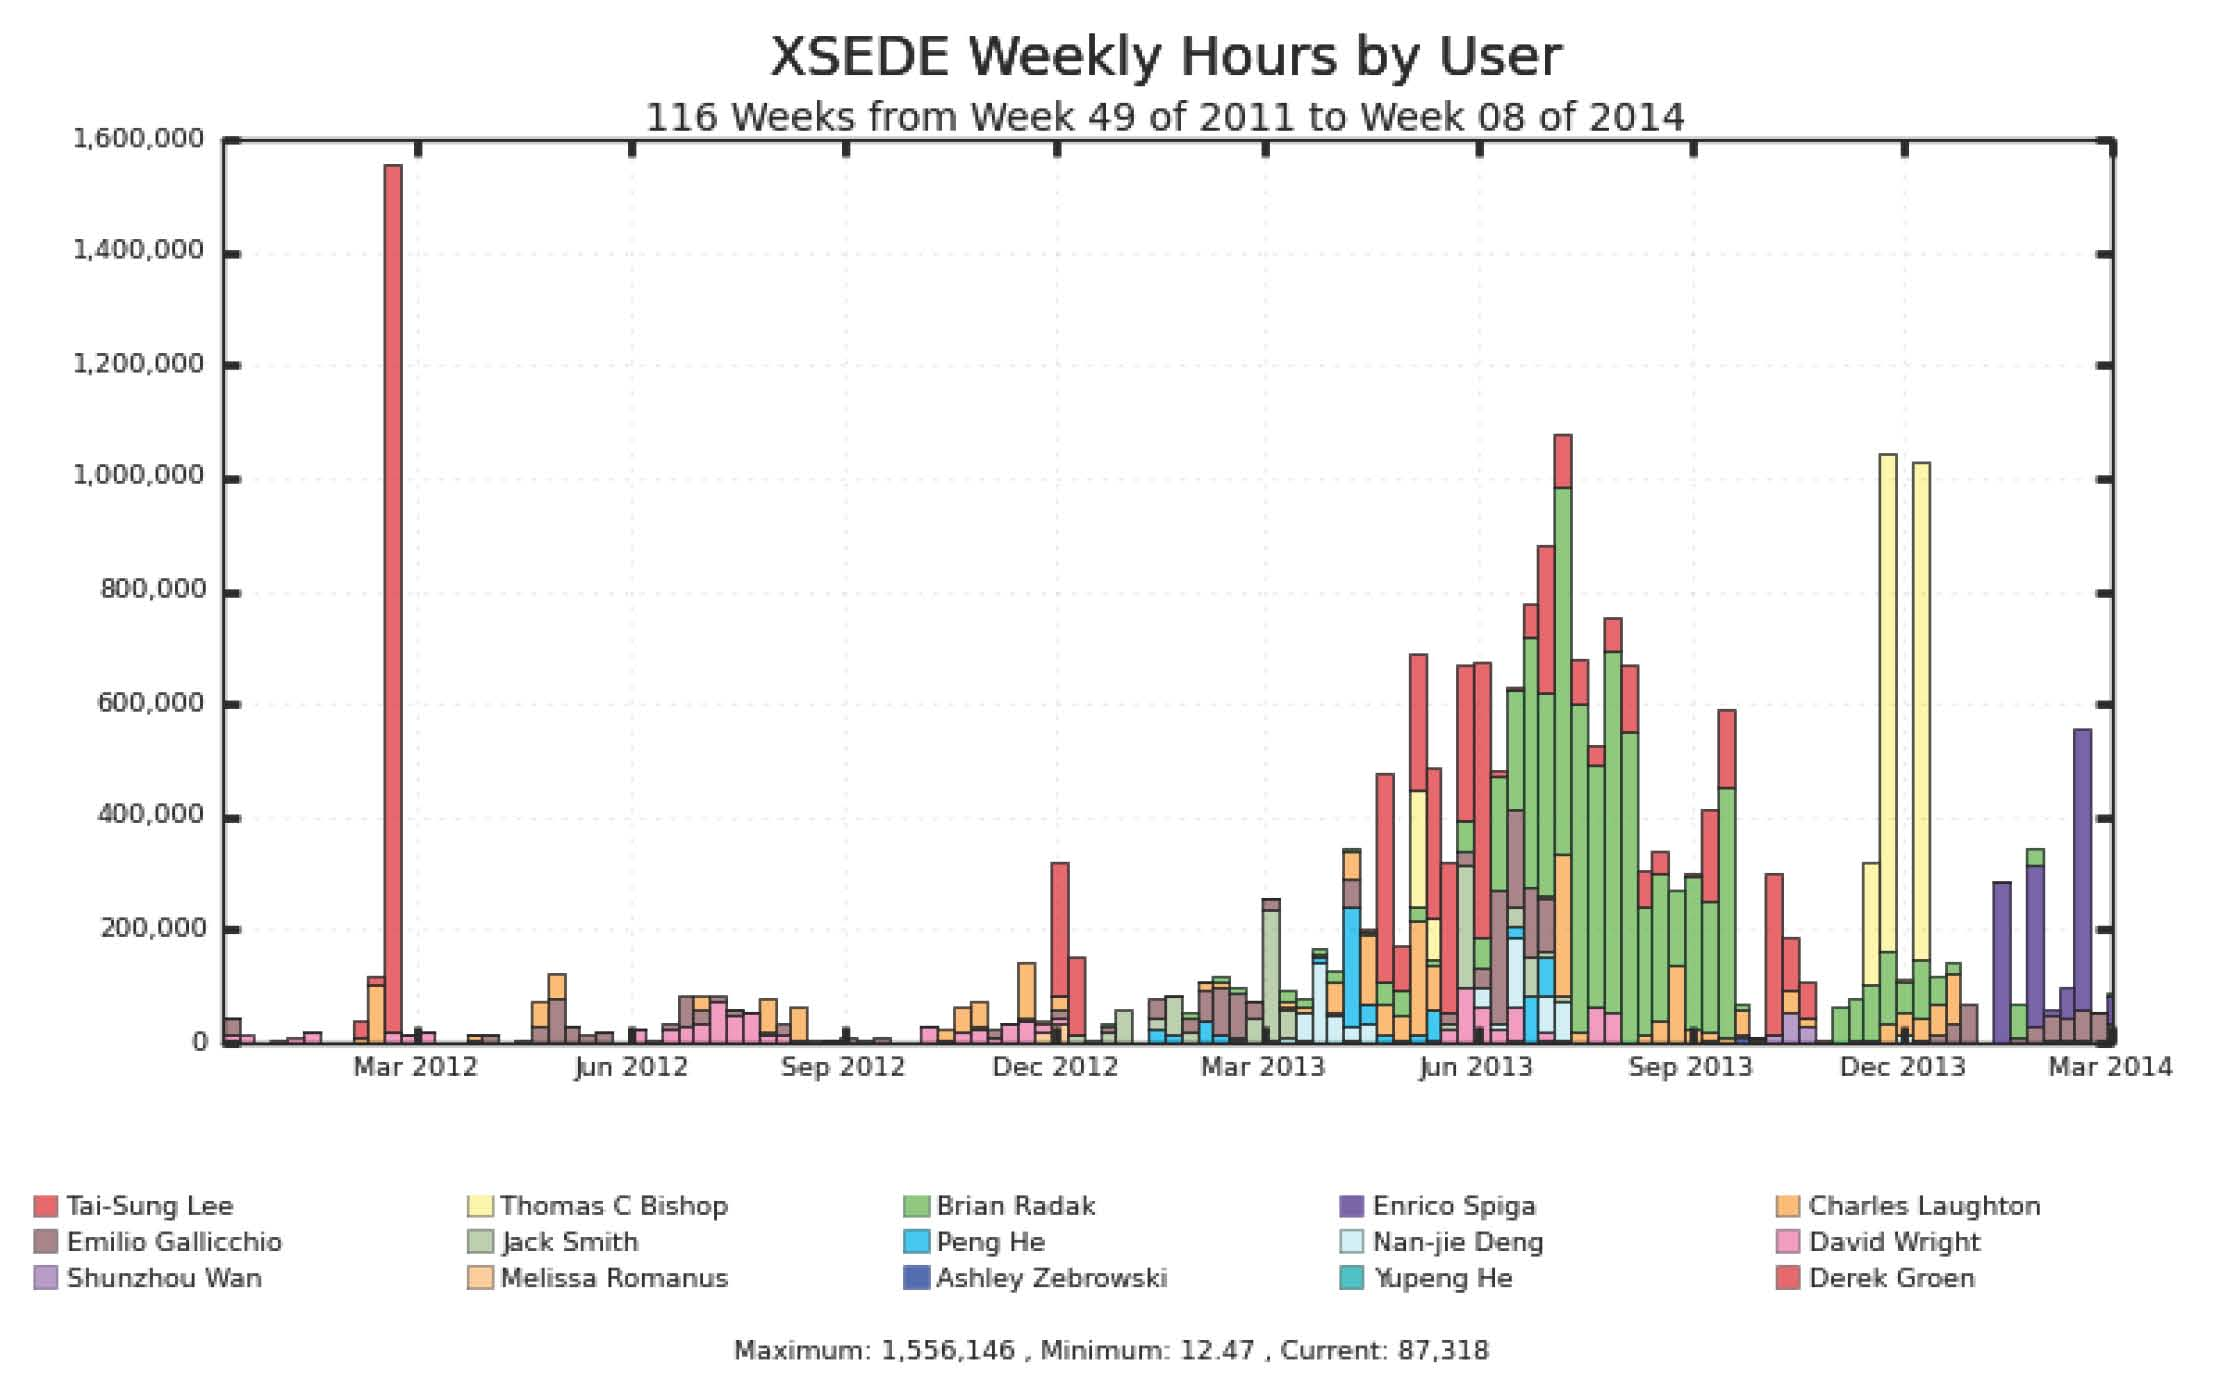 XSEDE Weekly Hours by User
116 Weeks from Week 49 of 2011 to Week 08 of 2014
1,600,000
1,400,000
1,200,000
1,000,000
800,000
600,000
400,000
200,000
0
Mar 2012 Jun 2012 Sep 2012 Dec 2012 Mar 2013 Jun 2013 Sep 2013 Dec 2013 Mar 2014
Tai-Sung Lee Thomas C Bishop Brian Radak Enrico Spiga Charles Laughton
Emilio Gallicchio Jack Smith Peng He Nan-jie Deng David Wright
Shunzhou Wan Melissa Romanus Ashley Zebrowski Yupeng He Derek Groen
Maximum: 1,556,146 , Minimum: 12.47 , Current: 87,318